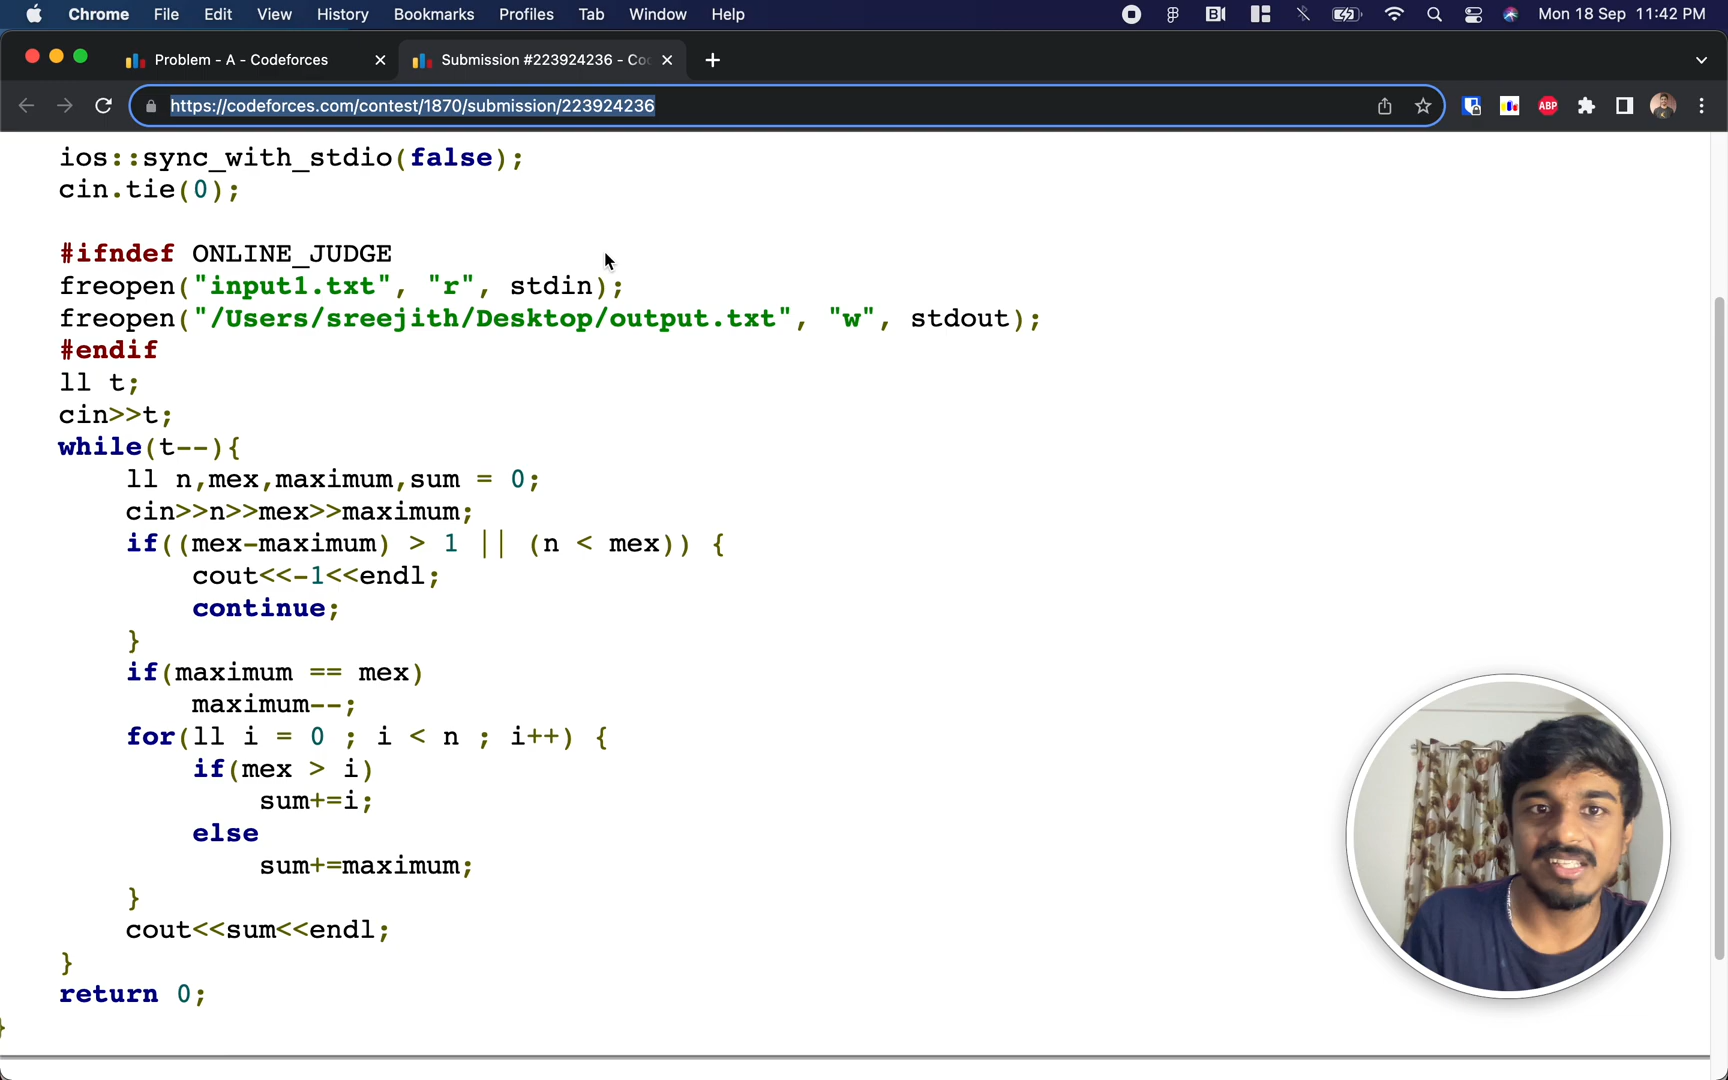 Chrome File Edit View History Bookmarks Profiles Tab Window Help Mon 18 Sep 11:42 PM
Problem - A - Codeforces Submission #223924236 - Co
https://codeforces.com/contest/1870/submission/223924236 ABP
ios::sync_with_stdio(false);
cin.tie(0);
#ifndef ONLINE_JUDGE
freopen("input1.txt", "r", stdin);
freopen("/Users/sreejith/Desktop/output.txt", "w", stdout);
#endif
ll t;
cin>>t;
while(t--){
ll n,mex,maximum,sum = 0;
cin>>n>>mex>>maximum;
if((mex-maximum) > 1 || (n < mex)) {
cout<<-1<<endl;
continue;
}
if(maximum == mex)
maximum--;
for(ll i = 0 ; i < n ; i++) {
if(mex > i)
sum+=i;
else
sum+=maximum;
}
cout<<sum<<endl;
}
return 0;
}